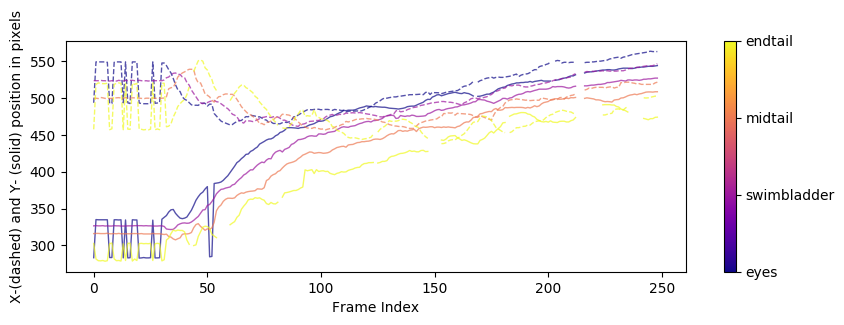 X-(dashed) and Y- (solid) position in pixels
550
500
450
400
350
300
0
50
100
150
200
250
Frame Index
endtail
midtail
swimbladder
eyes